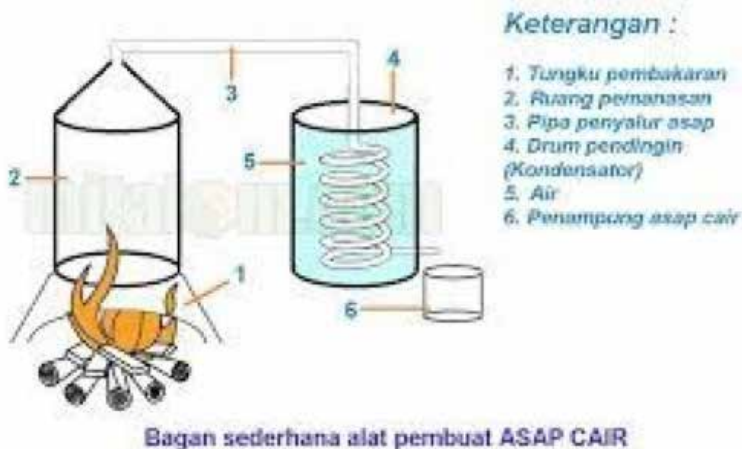 Keterangan :
1. Tungku pembakaran
2. Ruang pemanasan
3. Pipa penyalur asap
4. Drum pendingin
(Kondensator)
5. Air
6. Penampung asap cair
3
4
5
2
1
6
Bagan sederhana alat pembuat ASAP CAIR